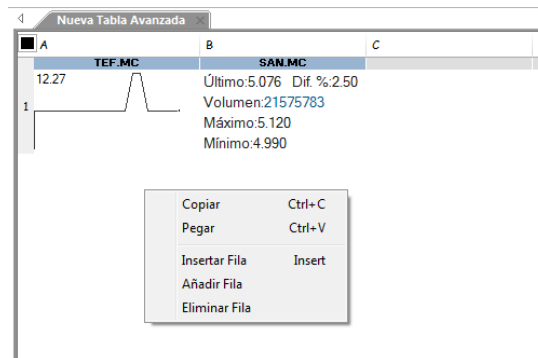 Nueva Tabla Avanzada
A B C
TEF.MC SAN.MC
1
12.27
Último:5.076 Dif. %:2.50
Volumen:21575783
Máximo:5.120
Mínimo:4.990
Copiar Ctrl+C
Pegar Ctrl+V
Insertar Fila Insert
Añadir Fila
Eliminar Fila